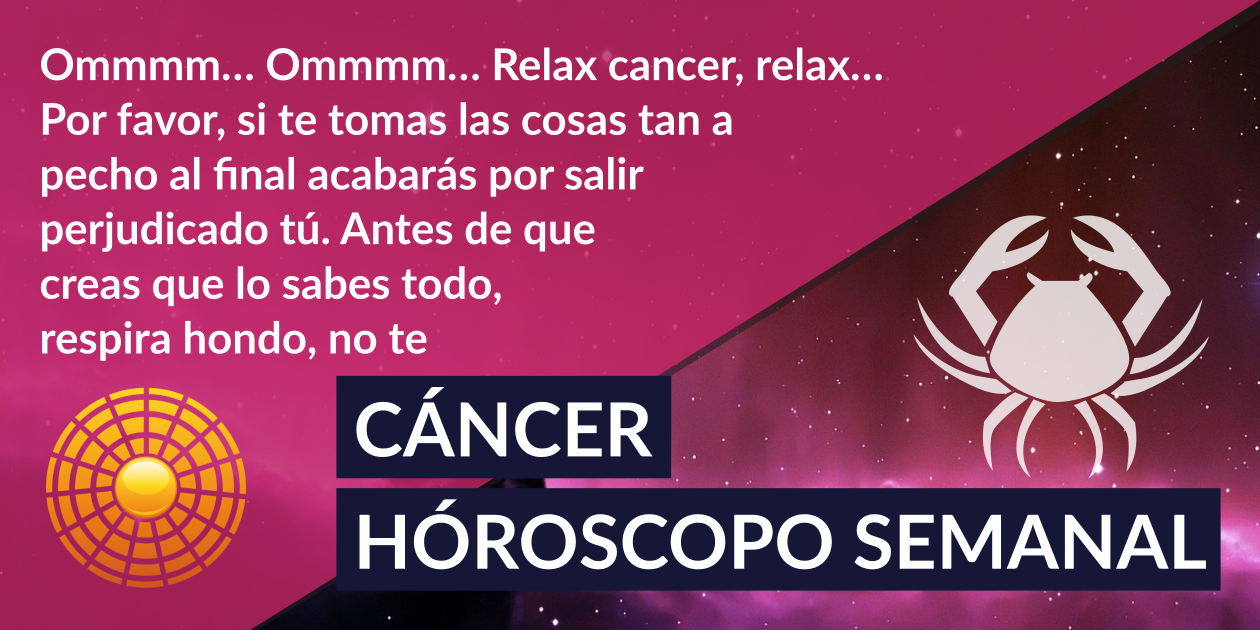 Ommmm... Ommmm... Relax cancer, relax...
Por favor, si te tomas las cosas tan a
pecho al final acabarás por salir
perjudicado tú. Antes de que
creas que lo sabes todo,
respira hondo, no te
CÁNCER
HÓROSCOPO SEMANAL